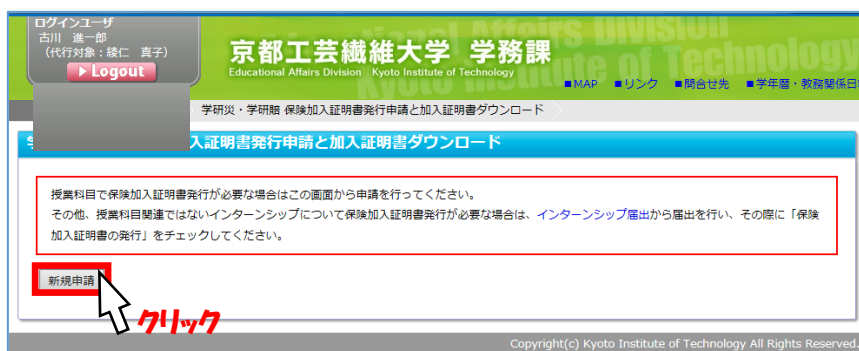 ログインユーザ
古川 進一郎
（代行対象：綾仁 真子）
▶Logout
京都工芸繊維大学 学務課
Educational Affairs Division Kyoto Institute of Technology
■MAP ■リンク ■問合せ先 ■学年暦・教務関係日
学研災・学研賠 保険加入証明書発行申請と加入証明書ダウンロード
入証明書発行申請と加入証明書ダウンロード
授業科目で保険加入証明書発行が必要な場合はこの画面から申請を行ってください。
その他、授業科目関連ではないインターンシップについて保険加入証明書発行が必要な場合は、インターンシップ届出から届出を行い、その際に「保険
加入証明書の発行」をチェックしてください。
新規申請
クリック
Copyright(c) Kyoto Institute of Technology All Rights Reserved.